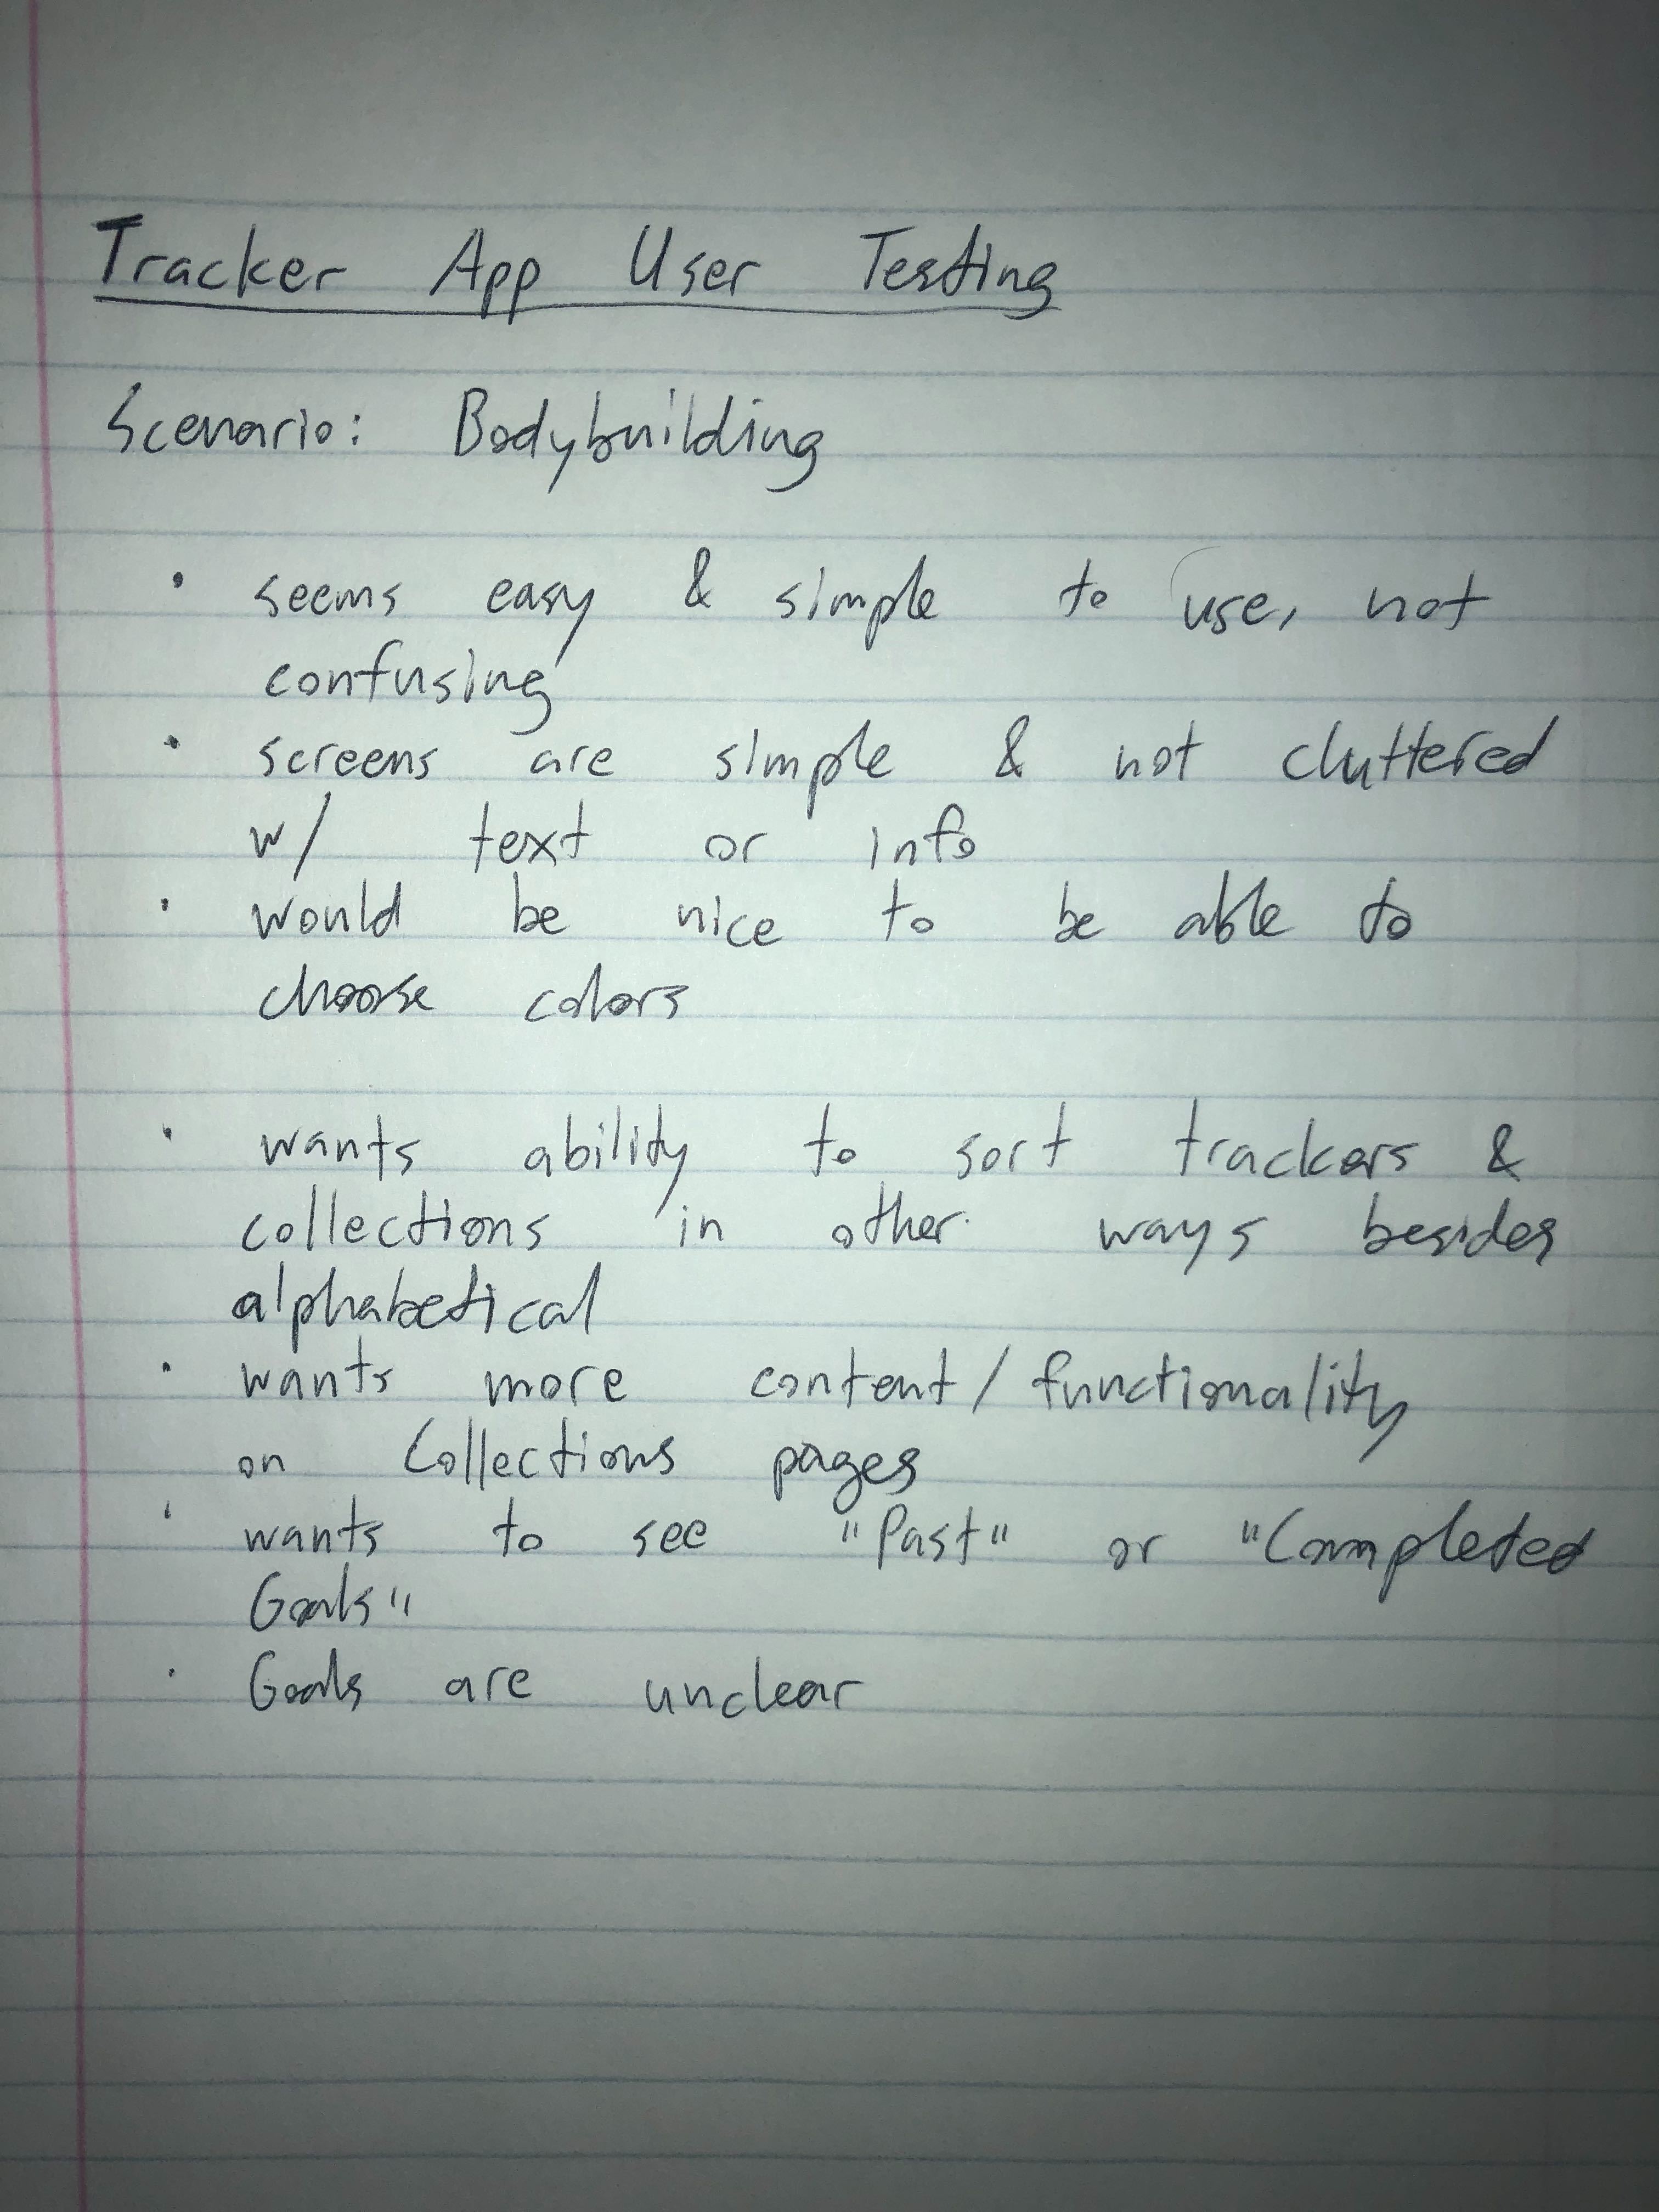 Tracker App User Testing
Scenario: Bodybuilding
• seems easy & simple to use, not
confusing
• screens are simple & not cluttered
w/ text or info
• would be nice to be able to
choose colors
• wants ability to sort trackers &
collections in other ways besides
alphabetical
• wants more content/functionality
on Collections pages
• wants to see "Past" or "Completed
Goals"
• Goals are unclear